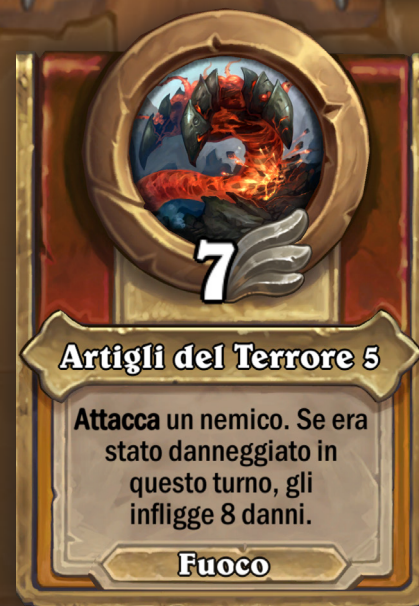 7
Artigli del Terrore 5
Attacca un nemico. Se era
stato danneggiato in
questo turno, gli
infligge 8 danni.
Fuoco